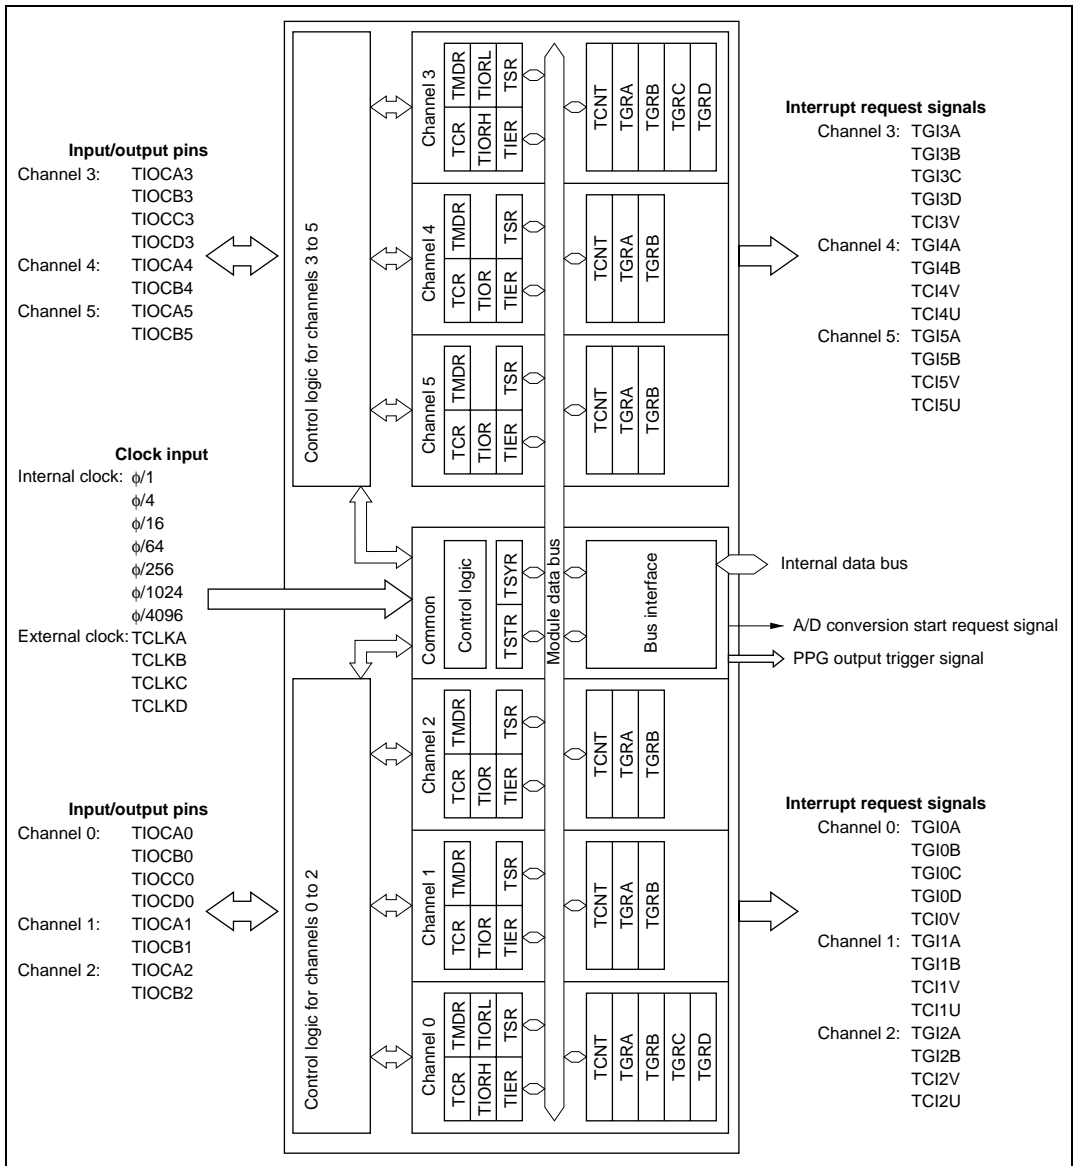 Input/output pins
Channel 3: TIOCA3
TIOCB3
TIOCC3
TIOCD3
Channel 4: TIOCA4
TIOCB4
Channel 5: TIOCA5
TIOCB5
Clock input
Internal clock: ϕ/1
ϕ/4
ϕ/16
ϕ/64
ϕ/256
ϕ/1024
ϕ/4096
External clock: TCLKA
TCLKB
TCLKC
TCLKD
Input/output pins
Channel 0: TIOCA0
TIOCB0
TIOCC0
TIOCD0
Channel 1: TIOCA1
TIOCB1
Channel 2: TIOCA2
TIOCB2
Control logic for channels 3 to 5
Control logic for channels 0 to 2
Channel 3
TCR TMDR
TIORH TIORL
TIER TSR
TCNT
TGRA
TGRB
TGRC
TGRD
Channel 4
TCR TMDR
TIOR
TIER TSR
TCNT
TGRA
TGRB
Channel 5
TCR TMDR
TIOR
TIER TSR
TCNT
TGRA
TGRB
Common
Control logic
TSTR TSYR
Module data bus
Bus interface
Channel 2
TCR TMDR
TIOR
TIER TSR
TCNT
TGRA
TGRB
Channel 1
TCR TMDR
TIOR
TIER TSR
TCNT
TGRA
TGRB
Channel 0
TCR TMDR
TIORH TIORL
TIER TSR
TCNT
TGRA
TGRB
TGRC
TGRD
Interrupt request signals
Channel 3: TGI3A
TGI3B
TGI3C
TGI3D
TCI3V
Channel 4: TGI4A
TGI4B
TCI4V
TCI4U
Channel 5: TGI5A
TGI5B
TCI5V
TCI5U
Internal data bus
A/D conversion start request signal
PPG output trigger signal
Interrupt request signals
Channel 0: TGI0A
TGI0B
TGI0C
TGI0D
TCI0V
Channel 1: TGI1A
TGI1B
TCI1V
TCI1U
Channel 2: TGI2A
TGI2B
TCI2V
TCI2U